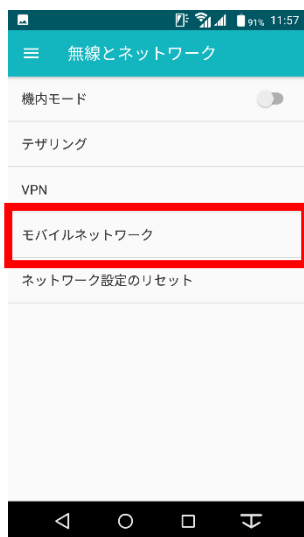 91% 11:57
無線とネットワーク
機内モード
テザリング
VPN
モバイルネットワーク
ネットワーク設定のリセット